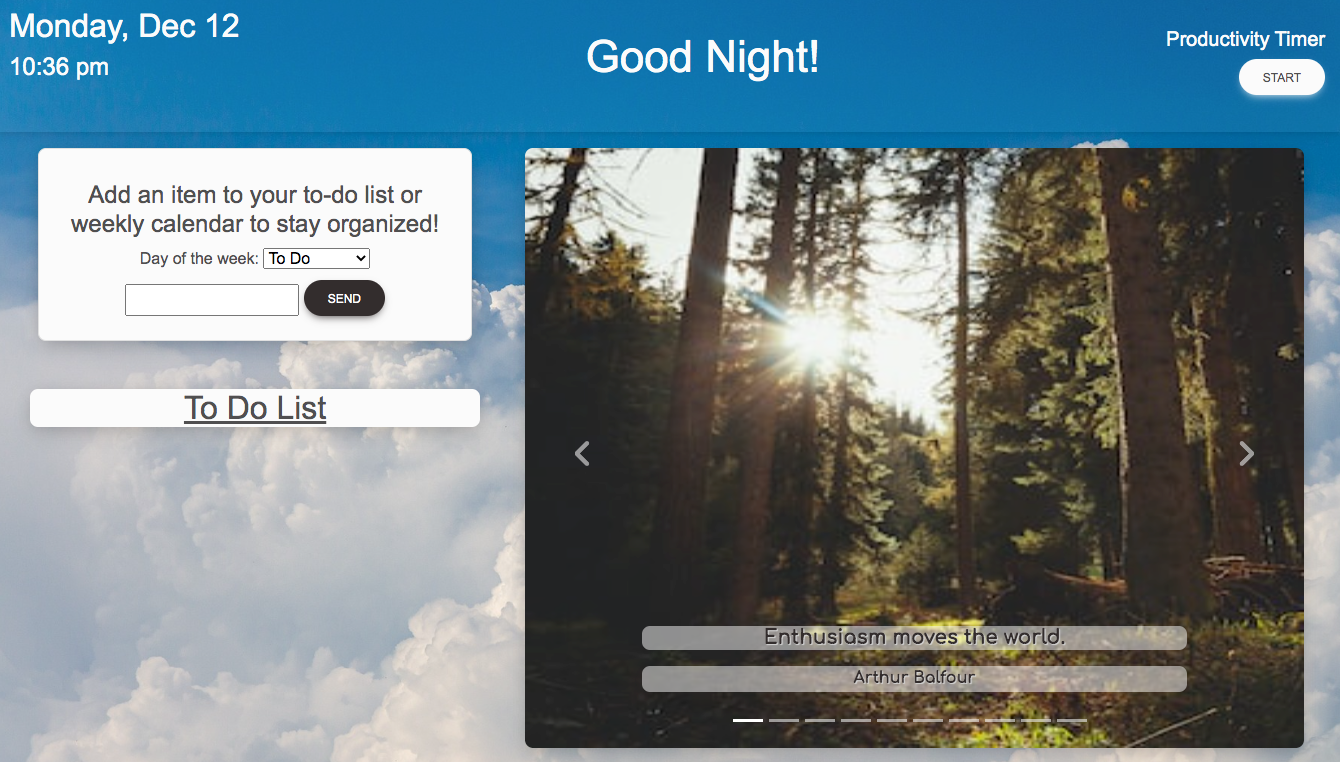 Monday, Dec 12
10:36 pm
Good Night!
Productivity Timer
START
Add an item to your to-do list or
weekly calendar to stay organized!
Day of the week: To Do
SEND
To Do List
Enthusiasm moves the world.
Arthur Balfour